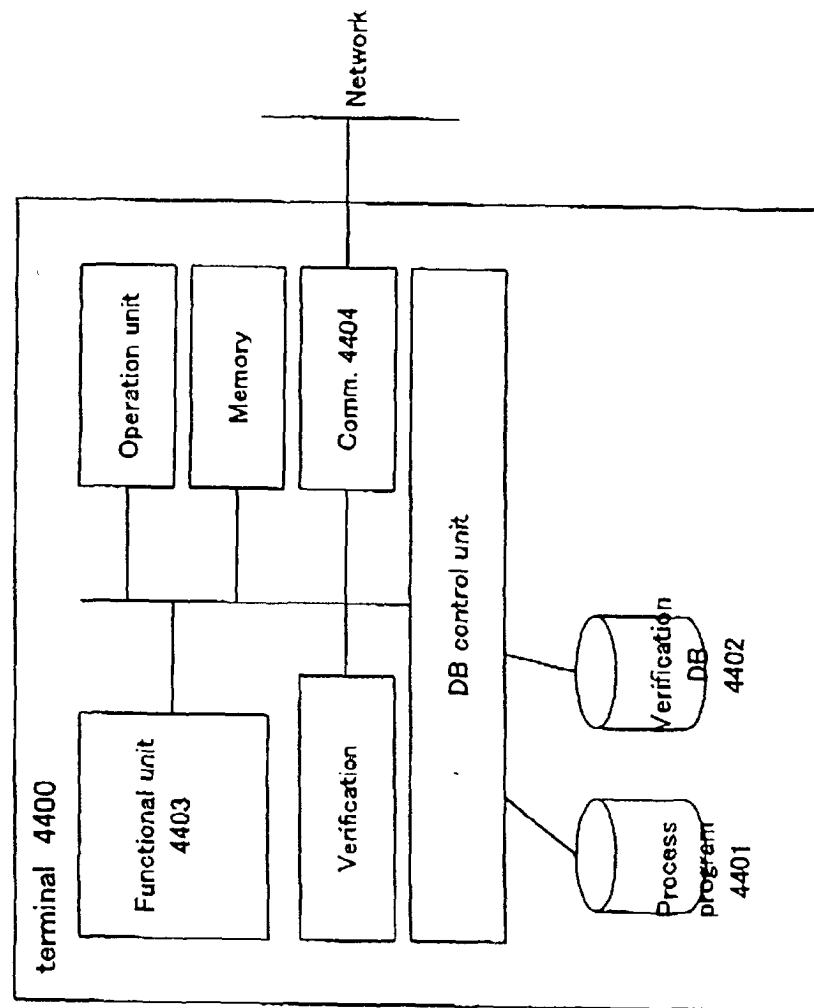 terminal 4400
Functional unit
4403
Operation unit
Memory
Verification
Comm. 4404
Network
DB control unit
Process
program
4401
Verification
DB
4402